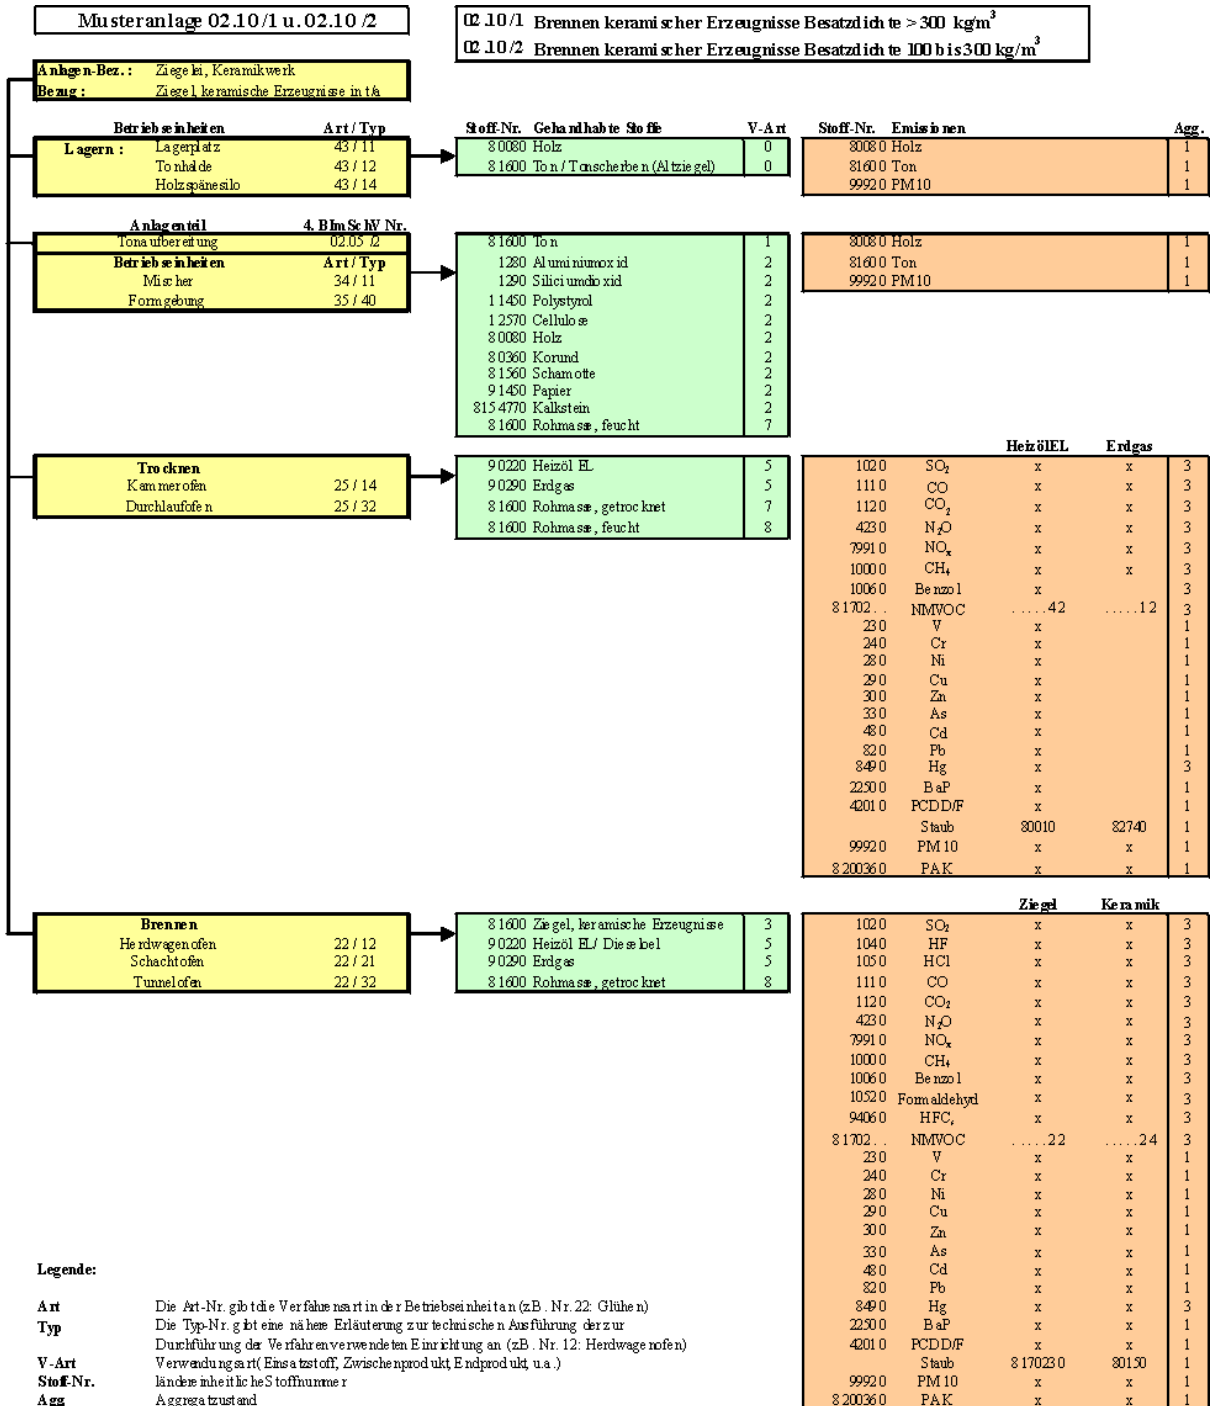 Musteranlage 02.10 /1 u. 02.10 /2
02.10 /1 Brennen keramischer Erzeugnisse Besatzdichte > 300 kg/m³
02.10 /2 Brennen keramischer Erzeugnisse Besatzdichte 100 bis 300 kg/m³
Anlagen-Bez.: Ziegelei, Keramikwerk
Bezug: Ziegel, keramische Erzeugnisse in t/a
Betriebseinheiten Art / Typ Stoff-Nr. Gehandhabte Stoffe V-Art Stoff-Nr. Emissionen Agg.
Lagern : Lagerplatz 43 / 11 80080 Holz 0 80080 Holz 1
Tonhalde 43 / 12 81600 Ton / Tonscherben (Altziegel) 0 81600 Ton 1
Holzspänesilo 43 / 14 99920 PM10 1
Anlagenteil 4. BImSchV Nr.
Tonaufbereitung 02.05 /2 81600 Ton 1 80080 Holz 1
Betriebseinheiten Art / Typ 1280 Aluminiumoxid 2 81600 Ton 1
Mischer 34 / 11 1290 Siliciumdioxid 2 99920 PM10 1
Formgebung 35 / 40 11450 Polystyrol 2
12570 Cellulose 2
80080 Holz 2
80360 Korund 2
81560 Schamotte 2
91450 Papier 2
8154770 Kalkstein 2
81600 Rohmasse, feucht 7
HeizölEL Erdgas
Trocknen 90220 Heizöl EL 5 1020 SO₂ x x 3
Kammerofen 25 / 14 90290 Erdgas 5 1110 CO x x 3
Durchlaufofen 25 / 32 81600 Rohmasse, getrocknet 7 1120 CO₂ x x 3
81600 Rohmasse, feucht 8 4230 N₂O x x 3
79910 NOₓ x x 3
10000 CH₄ x x 3
10060 Benzol x 3
81702. . NMVOC . . . . .42 . . . . .12 3
230 V x 1
240 Cr x 1
280 Ni x 1
290 Cu x 1
300 Zn x 1
330 As x 1
480 Cd x 1
820 Pb x 1
8490 Hg x 3
22500 BaP x 1
42010 PCDD/F x 1
Staub 80010 82740 1
99920 PM10 x x 1
8200360 PAK x x 1
Ziegel Keramik
Brennen 81600 Ziegel, keramische Erzeugnisse 3 1020 SO₂ x x 3
Herdwagenofen 22 / 12 90220 Heizöl EL/ Dieseloel 5 1040 HF x x 3
Schachtofen 22 / 21 90290 Erdgas 5 1050 HCl x x 3
Tunnelofen 22 / 32 81600 Rohmasse, getrocknet 8 1110 CO x x 3
1120 CO₂ x x 3
4230 N₂O x x 3
79910 NOₓ x x 3
10000 CH₄ x x 3
10060 Benzol x x 3
10520 Formaldehyd x x 3
94060 x x 3
81702. . NMVOC . . . . .22 . . . . .24 3
230 V x x 1
240 Cr x x 1
280 Ni x x 1
290 Cu x x 1
300 Zn x x 1
330 As x x 1
480 Cd x x 1
820 Pb x x 1
8490 Hg x x 3
22500 BaP x x 1
42010 PCDD/F x x 1
Staub 8170230 80150 1
99920 PM10 x x 1
8200360 PAK x x 1
Legende:
Art Die Art-Nr. gibt die Verfahrensart in der Betriebseinheit an (z.B. Nr. 22: Glühen)
Typ Die Typ-Nr. gibt eine nähere Erläuterung zur technischen Ausführung der zur
Durchführung der Verfahren verwendeten Einrichtung an (z.B. Nr. 12: Herdwagenofen)
V-Art Verwendungsart( Einsatzstoff, Zwischenprodukt, Endprodukt, u.a.)
Stoff-Nr. ländereinheitliche Stoffnummer
Agg Aggregatzustand